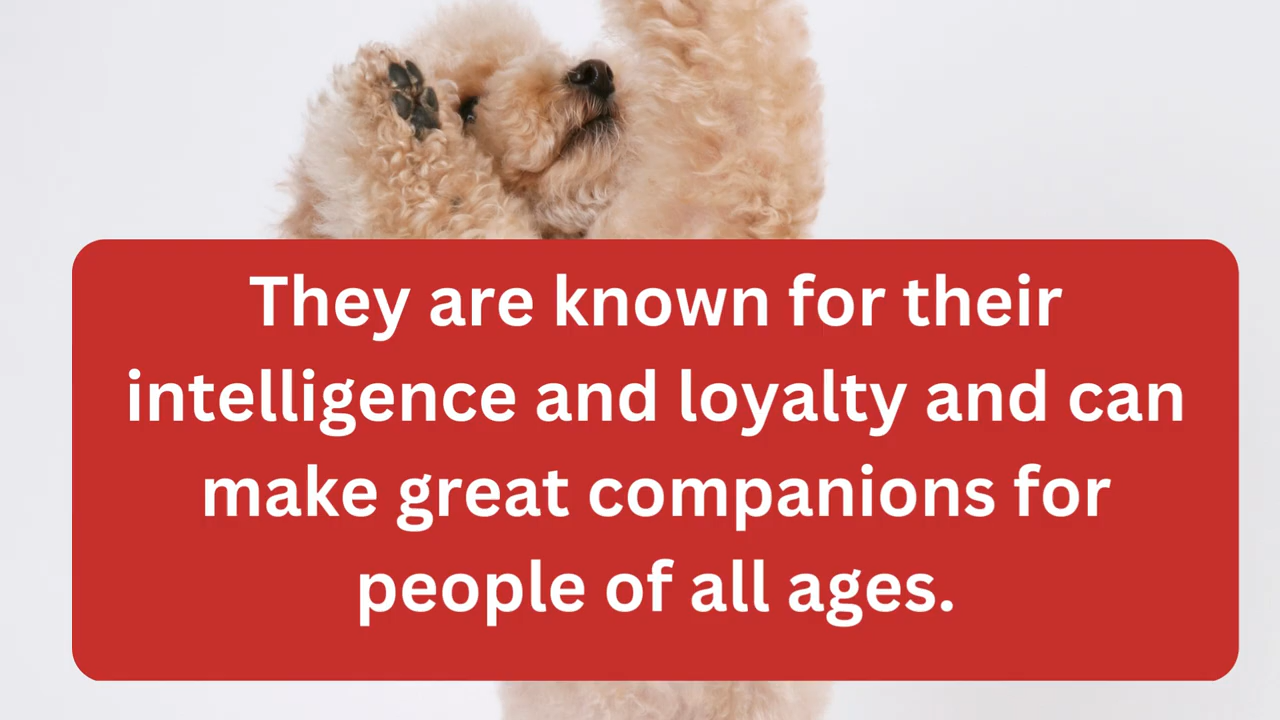 They are known for their
intelligence and loyalty and can
make great companions for
people of all ages.